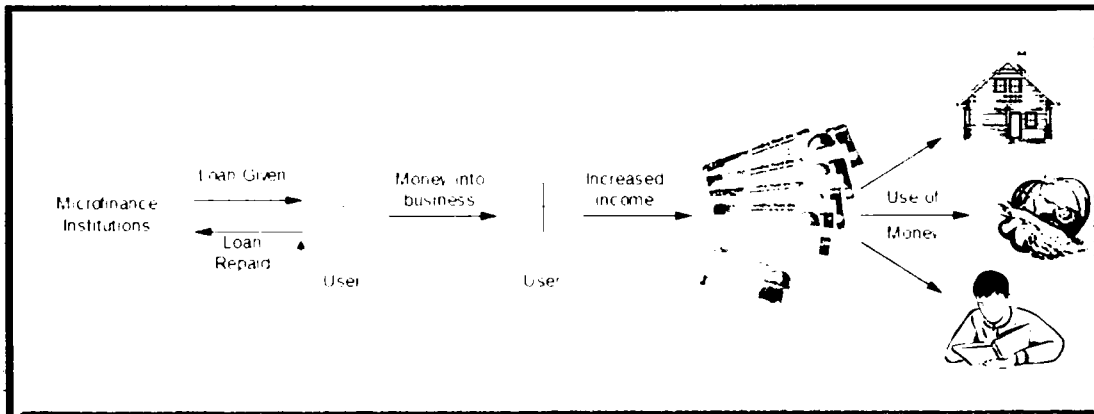 Loan Given
Microfinance
Institutions
Loan
Repaid
User
Money into
business
User
Increased
income
Use of
Money